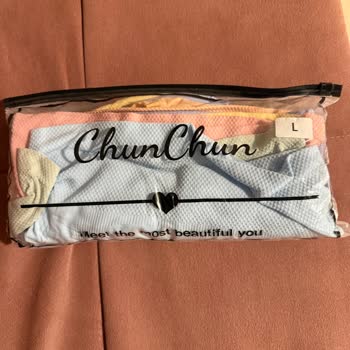 L
ChunChun
Meet the most beautiful you